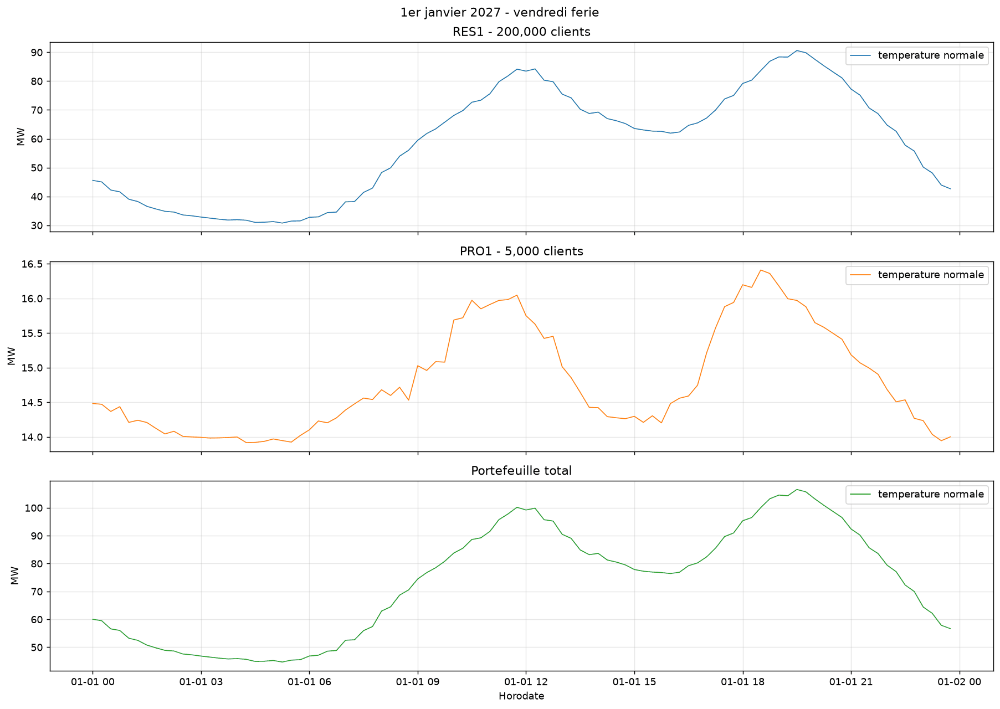 1er janvier 2027 - vendredi ferie
RES1 - 200,000 clients
90
80
70
60
50
40
30
MW
temperature normale
PRO1 - 5,000 clients
16.5
16.0
15.5
15.0
14.5
14.0
MW
temperature normale
Portefeuille total
100
90
80
70
60
50
MW
temperature normale
01-01 00 01-01 03 01-01 06 01-01 09 01-01 12 01-01 15 01-01 18 01-01 21 01-02 00
Horodate